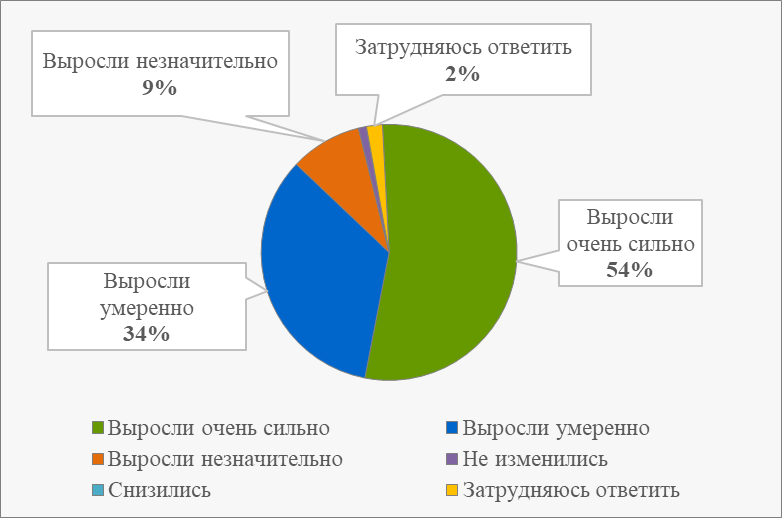 Выросли незначительно
9%
Затрудняюсь ответить
2%
Выросли
очень сильно
54%
Выросли
умеренно
34%
Выросли очень сильно
Выросли умеренно
Выросли незначительно
Не изменились
Снизились
Затрудняюсь ответить